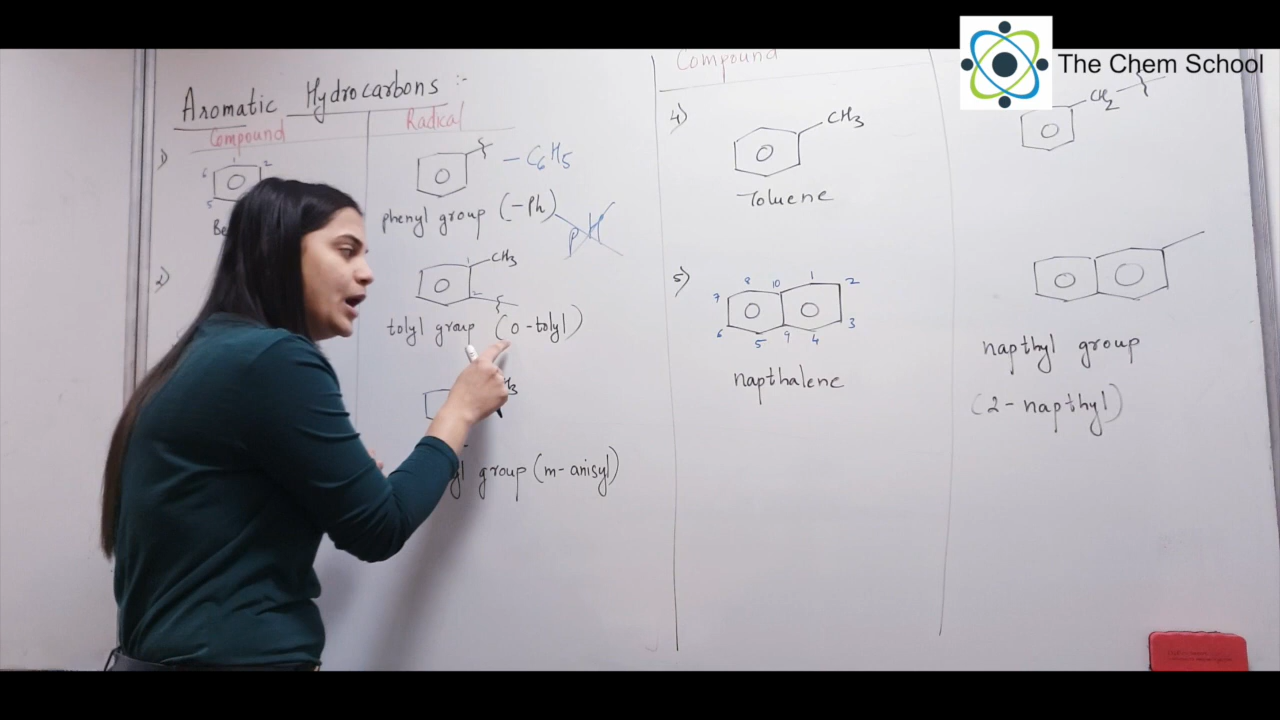 The Chem School
Aromatic Hydrocarbons :-
Compound
Radical
1)
1
2
6
5
- C6H5
phenyl group (-Ph)
pH
2)
CH3
1
2
tolyl group (o-tolyl)
group (m-anisyl)
Compound
4)
CH3
Toluene
CH2
5)
1
2
3
4
5
6
7
8
9
10
napthalene
napthyl group
(2-napthyl)